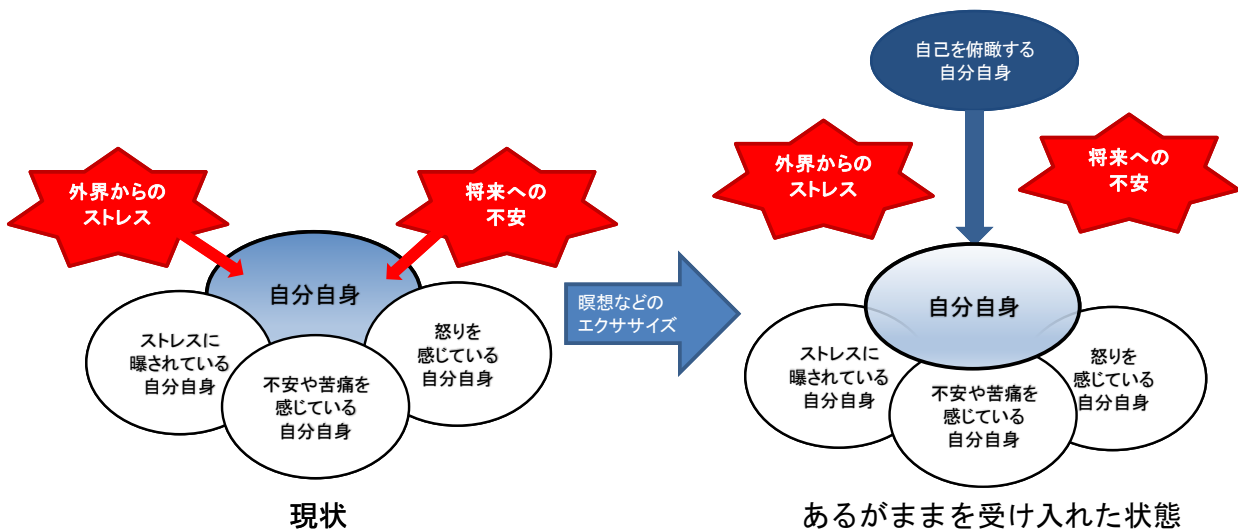 外界からの
ストレス
将来への
不安
自分自身
ストレスに
曝されている
自分自身
不安や苦痛を
感じている
自分自身
怒りを
感じている
自分自身
現状
瞑想などの
エクササイズ
自己を俯瞰する
自分自身
外界からの
ストレス
将来への
不安
自分自身
ストレスに
曝されている
自分自身
不安や苦痛を
感じている
自分自身
怒りを
感じている
自分自身
あるがままを受け入れた状態